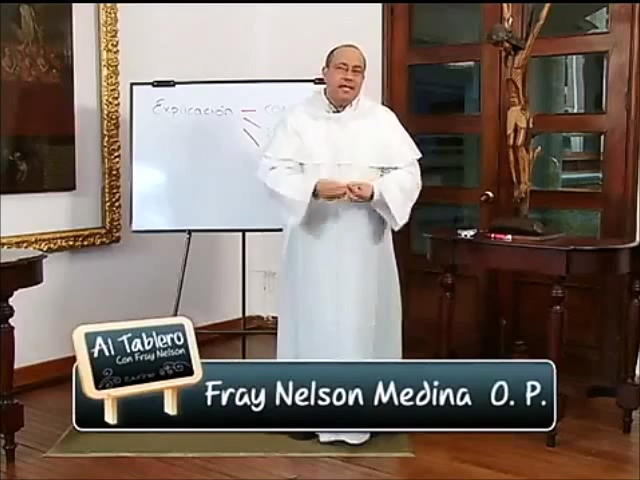 Explicación
Al Tablero
Con Fray Nelson
Fray Nelson Medina O. P.